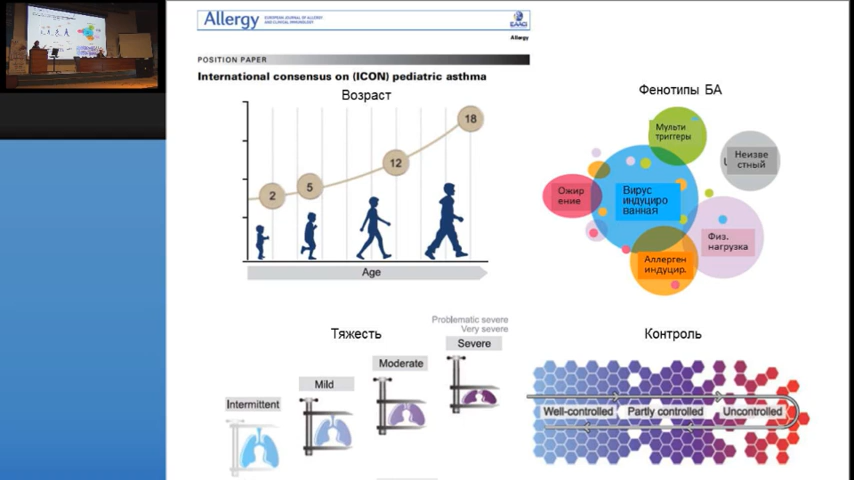 Allergy
EUROPEAN JOURNAL OF ALLERGY
AND CLINICAL IMMUNOLOGY
EAACI
Allergy
POSITION PAPER
International consensus on (ICON) pediatric asthma
Возраст
2
5
12
18
Age
Фенотипы БА
Мульти
триггеры
Неизве
стный
Ожир
ение
Вирус
индуциро
ванная
Физ.
нагрузка
Аллерген
индуцир.
Тяжесть
Problematic severe
Very severe
Severe
Moderate
Mild
Intermittent
Контроль
Well-controlled
Partly controlled
Uncontrolled